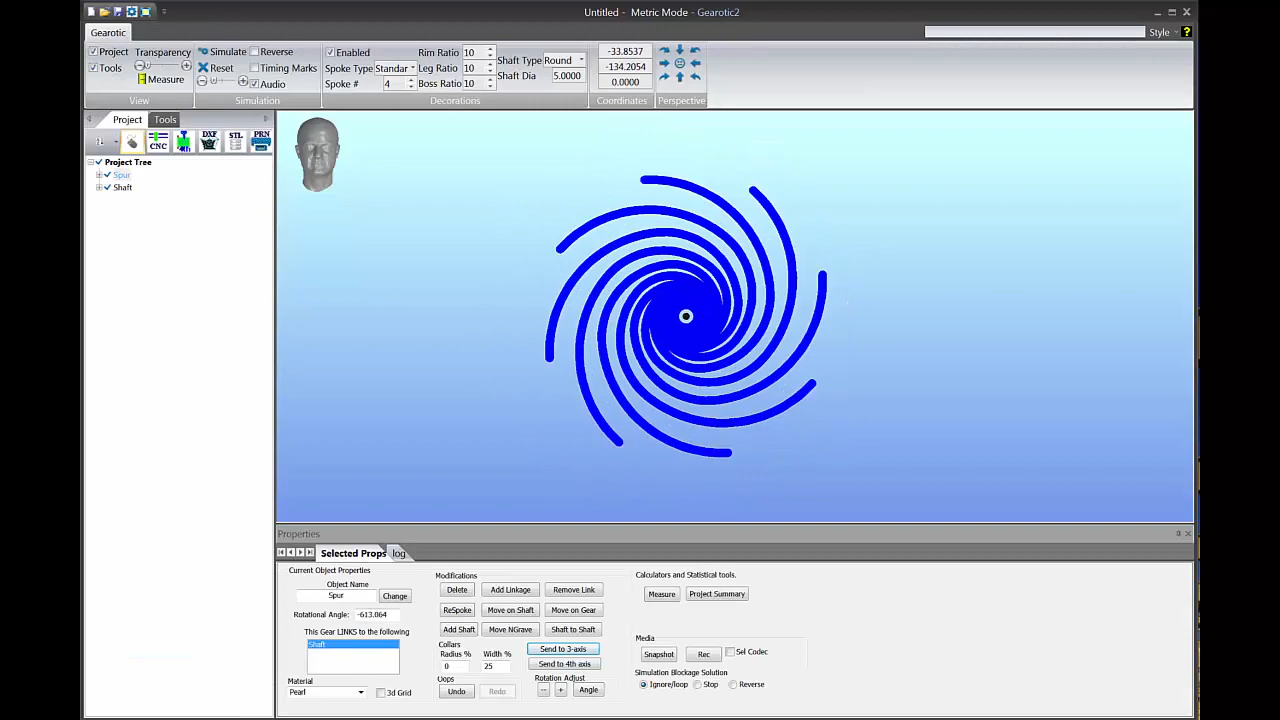 Untitled - Metric Mode - Gearotic2
Gearotic
Style
Project
Transparency
Simulate
Reverse
Enabled
Rim Ratio 10
Shaft Type Round
-33.8537
Tools
Reset
Timing Marks
Spoke Type Standar
Leg Ratio 10
Shaft Dia 5.0000
-134.2054
Measure
Audio
Spoke # 4
Boss Ratio 10
0.0000
View
Simulation
Decorations
Coordinates
Perspective
Project
Tools
CNC
4th
DXF
STL
PRN
Project Tree
Spur
Shaft
Properties
Selected Props
log
Current Object Properties
Object Name
Spur
Change
Rotational Angle: -613.064
This Gear LINKS to the following
Shaft
Material
Pearl
3d Grid
Modifications
Delete
Add Linkage
Remove Link
ReSpoke
Move on Shaft
Move on Gear
Add Shaft
Move NGrave
Shaft to Shaft
Collars
Radius %
Width %
0
25
Send to 3-axis
Send to 4th axis
Uops
Undo
Redo
Rotation Adjust
--
+
Angle
Calculators and Statistical tools.
Measure
Project Summary
Media
Snapshot
Rec
Sel Codec
Simulation Blockage Solution
Ignore/loop
Stop
Reverse